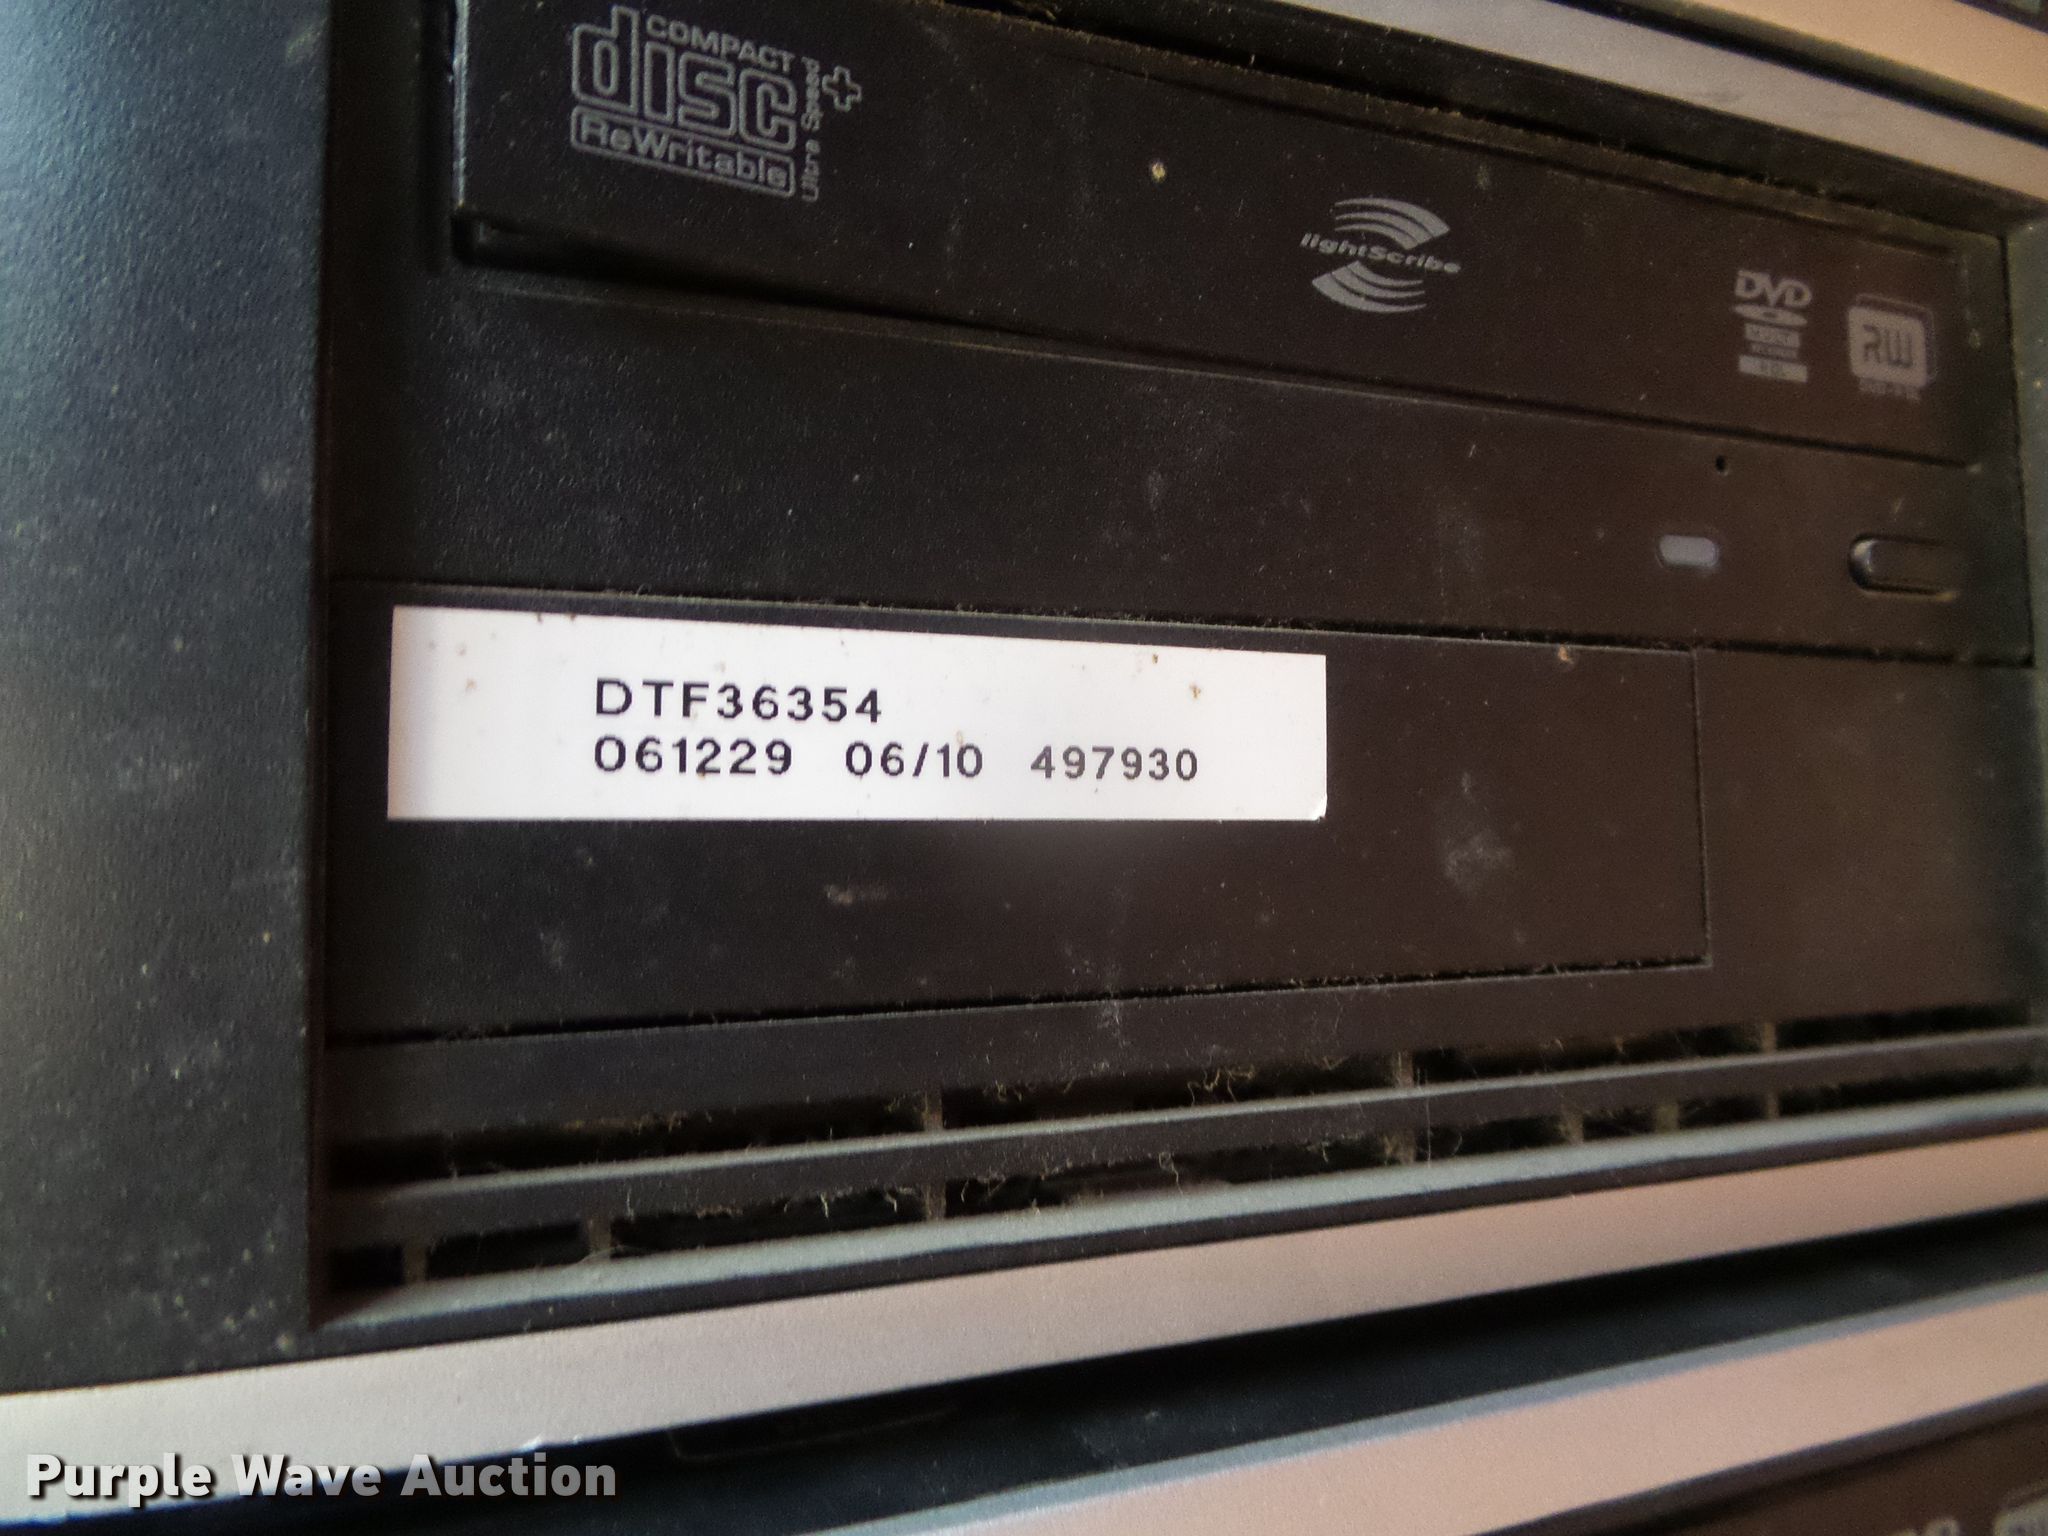 COMPACT
disc
ReWritable
Ultra Speed
+
lightScribe
DVD
RW
DTF36354
061229 06/10 497930
Purple Wave Auction